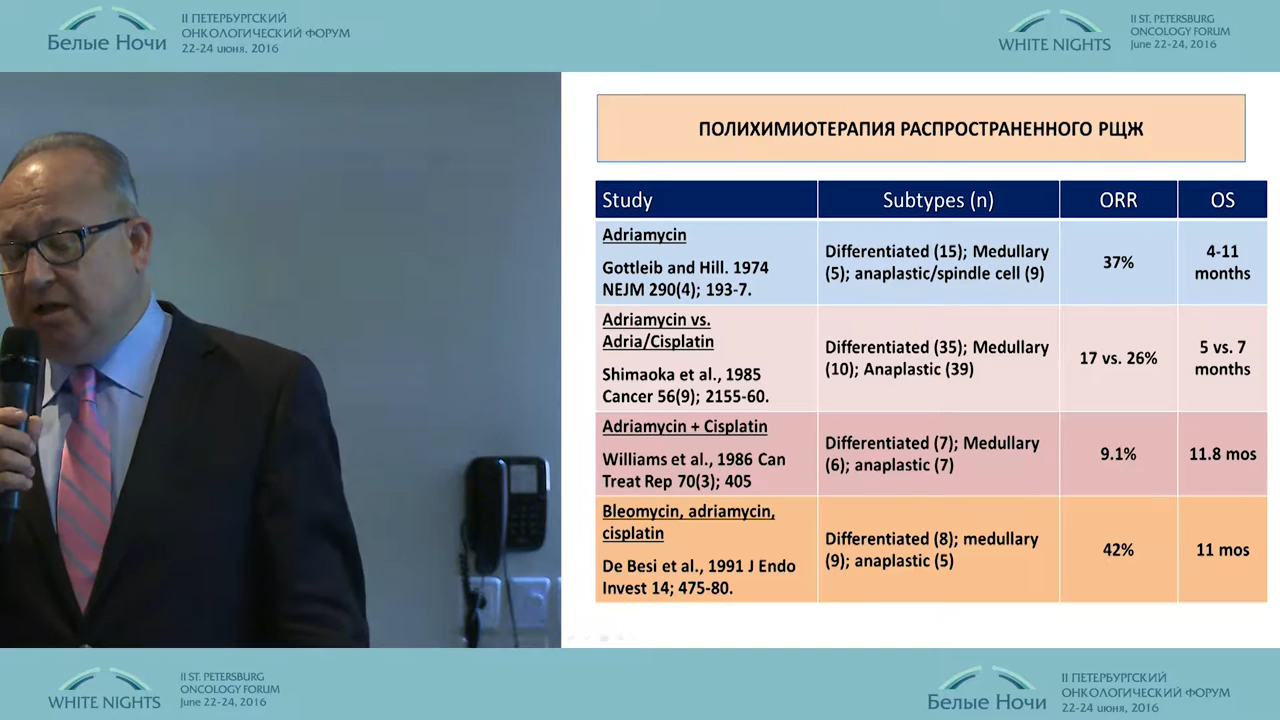 Белые Ночи
II ПЕТЕРБУРГСКИЙ
ОНКОЛОГИЧЕСКИЙ ФОРУМ
22-24 июня, 2016
WHITE NIGHTS
II ST. PETERSBURG
ONCOLOGY FORUM
June 22-24, 2016
ПОЛИХИМИОТЕРАПИЯ РАСПРОСТРАНЕННОГО РЩЖ
Study
Subtypes (n)
ORR
OS
Adriamycin
Gottleib and Hill. 1974
NEJM 290(4); 193-7.
Differentiated (15); Medullary
(5); anaplastic/spindle cell (9)
37%
4-11
months
Adriamycin vs.
Adria/Cisplatin
Shimaoka et al., 1985
Cancer 56(9); 2155-60.
Differentiated (35); Medullary
(10); Anaplastic (39)
17 vs. 26%
5 vs. 7
months
Adriamycin + Cisplatin
Williams et al., 1986 Can
Treat Rep 70(3); 405
Differentiated (7); Medullary
(6); anaplastic (7)
9.1%
11.8 mos
Bleomycin, adriamycin,
cisplatin
De Besi et al., 1991 J Endo
Invest 14; 475-80.
Differentiated (8); medullary
(9); anaplastic (5)
42%
11 mos
WHITE NIGHTS
II ST. PETERSBURG
ONCOLOGY FORUM
June 22-24, 2016
Белые Ночи
II ПЕТЕРБУРГСКИЙ
ОНКОЛОГИЧЕСКИЙ ФОРУМ
22-24 июня, 2016